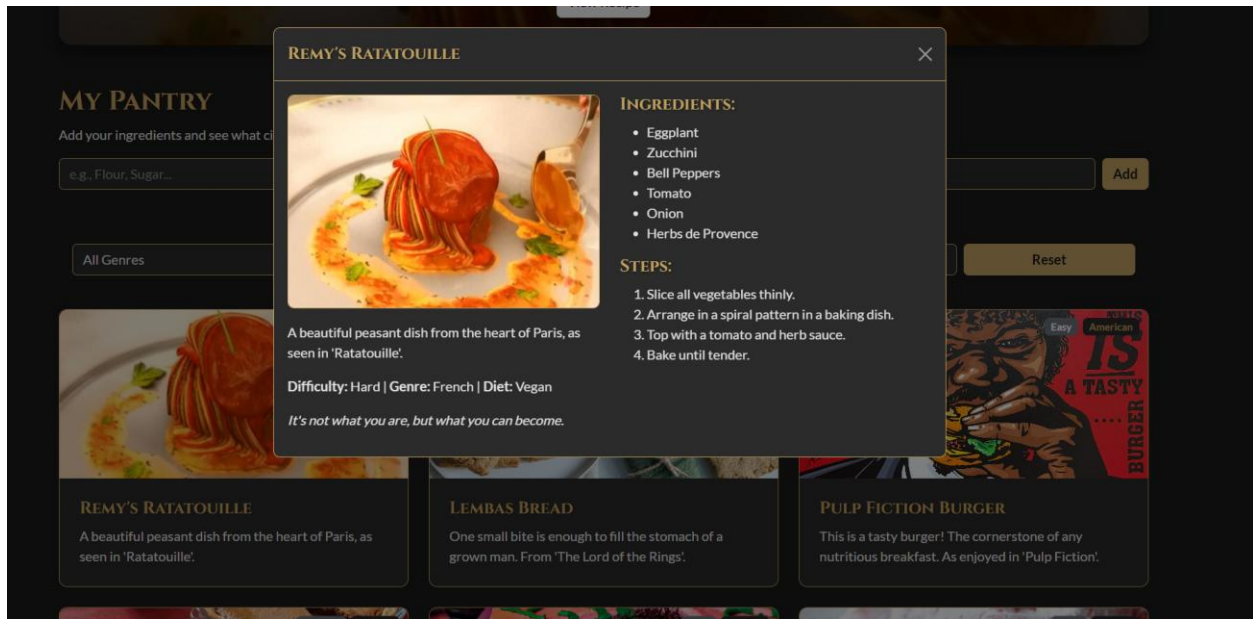 View Recipe
REMY'S RATATOUILLE
MY PANTRY
Add your ingredients and see what ci
e.g., Flour, Sugar...
Add
All Genres
Reset
INGREDIENTS:
• Eggplant
• Zucchini
• Bell Peppers
• Tomato
• Onion
• Herbs de Provence
STEPS:
1. Slice all vegetables thinly.
2. Arrange in a spiral pattern in a baking dish.
3. Top with a tomato and herb sauce.
4. Bake until tender.
A beautiful peasant dish from the heart of Paris, as
seen in 'Ratatouille'.
Difficulty: Hard | Genre: French | Diet: Vegan
It's not what you are, but what you can become.
Easy
American
THIS
IS
A TASTY
BURGER
REMY'S RATATOUILLE
A beautiful peasant dish from the heart of Paris, as
seen in 'Ratatouille'.
LEMBAS BREAD
One small bite is enough to fill the stomach of a
grown man. From 'The Lord of the Rings'.
PULP FICTION BURGER
This is a tasty burger! The cornerstone of any
nutritious breakfast. As enjoyed in 'Pulp Fiction'.